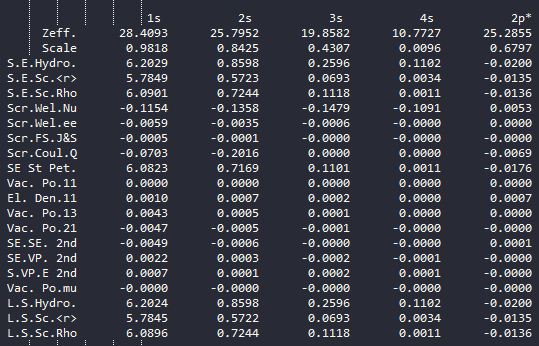 1s 2s 3s 4s 2p*
Zeff. 28.4093 25.7952 19.8582 10.7727 25.2855
Scale 0.9818 0.8425 0.4307 0.0096 0.6797
S.E.Hydro. 6.2029 0.8598 0.2596 0.1102 -0.0200
S.E.Sc.<r> 5.7849 0.5723 0.0693 0.0034 -0.0135
S.E.Sc.Rho 6.0901 0.7244 0.1118 0.0011 -0.0136
Scr.Wel.Nu -0.1154 -0.1358 -0.1479 -0.1091 0.0053
Scr.Wel.ee -0.0059 -0.0035 -0.0006 -0.0000 0.0000
Scr.FS.J&S -0.0005 -0.0001 -0.0000 0.0000 0.0000
Scr.Coul.Q -0.0703 -0.2016 0.0000 0.0000 -0.0069
SE St Pet. 6.0823 0.7169 0.1101 0.0011 -0.0176
Vac. Po.11 0.0000 0.0000 0.0000 0.0000 0.0000
El. Den.11 0.0010 0.0007 0.0002 0.0000 0.0007
Vac. Po.13 0.0043 0.0005 0.0001 0.0000 0.0000
Vac. Po.21 -0.0047 -0.0005 -0.0001 -0.0000 -0.0000
SE.SE. 2nd -0.0049 -0.0006 -0.0000 -0.0000 0.0001
SE.VP. 2nd 0.0022 0.0003 -0.0002 -0.0001 -0.0000
S.VP.E 2nd 0.0007 0.0001 0.0002 0.0001 0.0000
Vac. Po.mu -0.0000 -0.0000 -0.0000 -0.0000 -0.0000
L.S.Hydro. 6.2024 0.8598 0.2596 0.1102 -0.0200
L.S.Sc.<r> 5.7845 0.5722 0.0693 0.0034 -0.0135
L.S.Sc.Rho 6.0896 0.7244 0.1118 0.0011 -0.0136